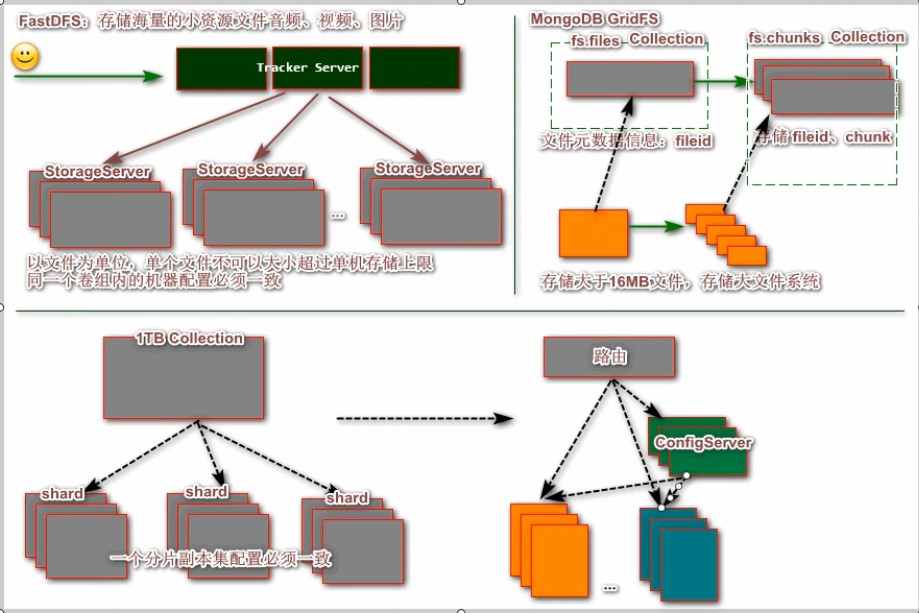 FastDFS：存储海量的小资源文件音频、视频、图片
Tracker Server
StorageServer
StorageServer
StorageServer
...
以文件为单位，单个文件不可以大小超过单机存储上限
同一个卷组内的机器配置必须一致
MongoDB GridFS
fs.files Collection
fs.chunks Collection
文件元数据信息：fileid
存储 fileid、chunk
存储大于16MB文件，存储大文件系统
1TB Collection
shard
shard
shard
一个分片副本集配置必须一致
路由
ConfigServer
...